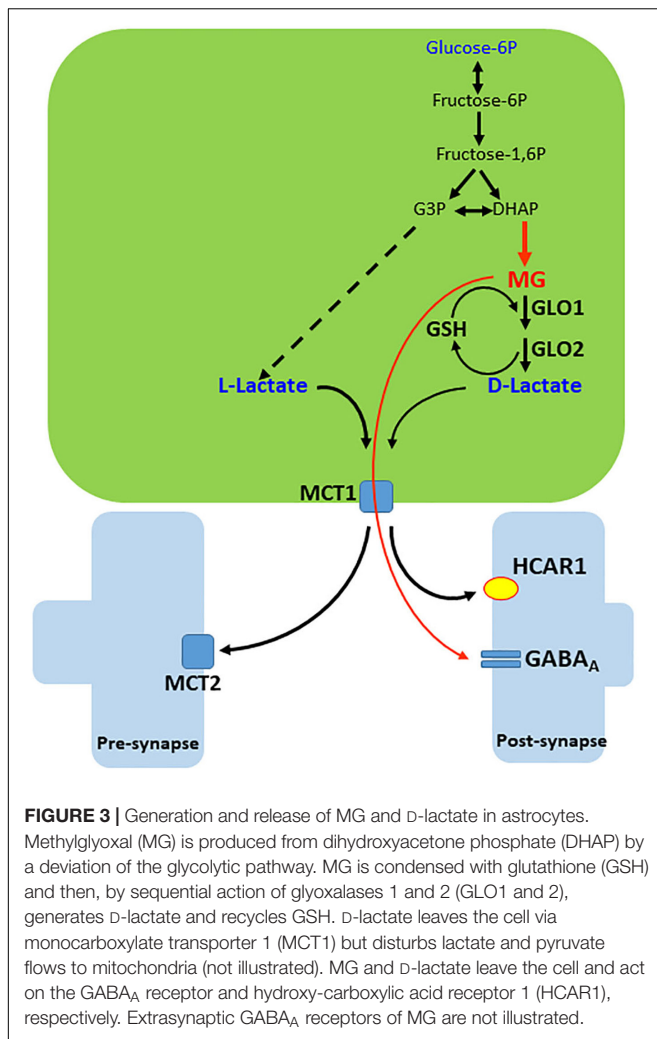 Glucose-6P
Fructose-6P
Fructose-1,6P
G3P
DHAP
MG
GLO1
GSH
GLO2
L-Lactate
D-Lactate
MCT1
HCAR1
GABAA
MCT2
Pre-synapse
Post-synapse
FIGURE 3 | Generation and release of MG and D-lactate in astrocytes.
Methylglyoxal (MG) is produced from dihydroxyacetone phosphate (DHAP) by
a deviation of the glycolytic pathway. MG is condensed with glutathione (GSH)
and then, by sequential action of glyoxalases 1 and 2 (GLO1 and 2),
generates D-lactate and recycles GSH. D-lactate leaves the cell via
monocarboxylate transporter 1 (MCT1) but disturbs lactate and pyruvate
flows to mitochondria (not illustrated). MG and D-lactate leave the cell and act
on the GABAA receptor and hydroxy-carboxylic acid receptor 1 (HCAR1),
respectively. Extrasynaptic GABAA receptors of MG are not illustrated.